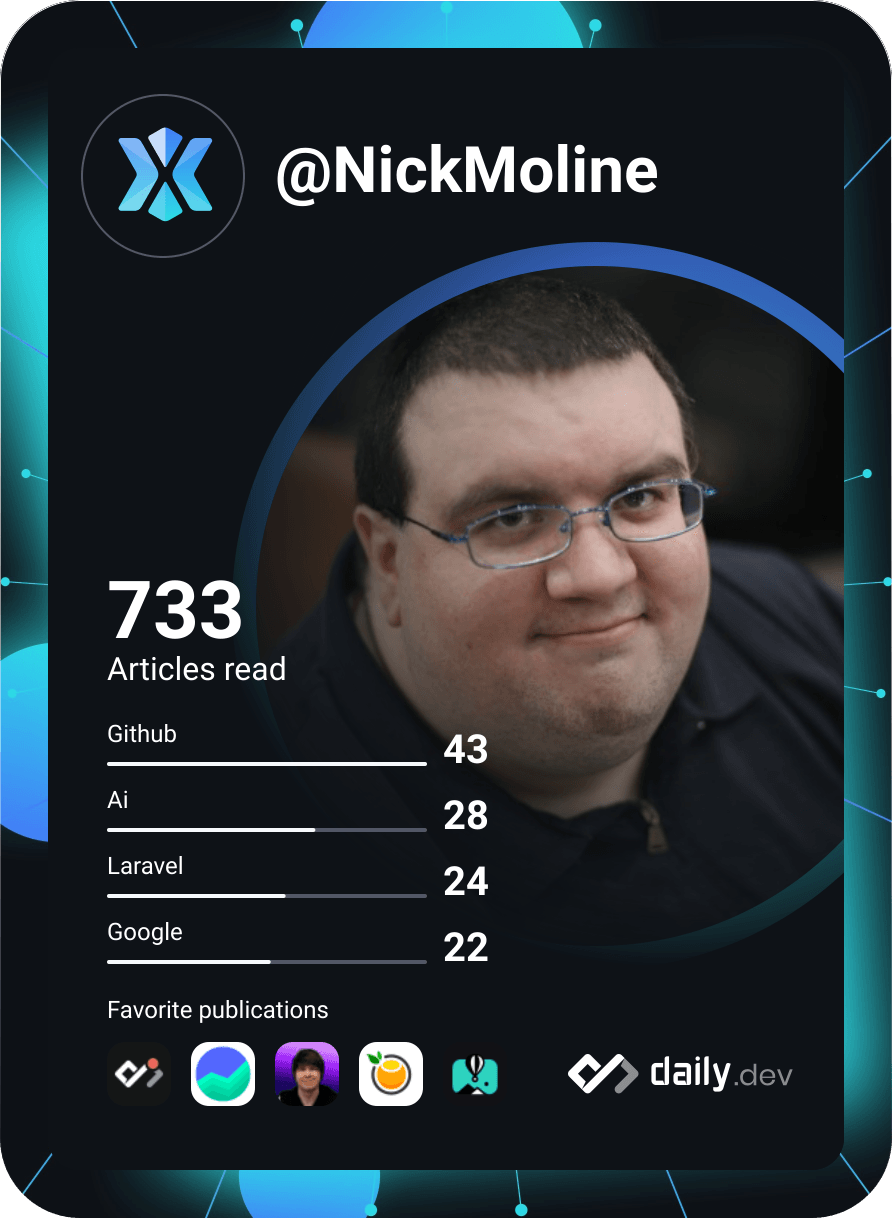 @NickMoline
733
Articles read
Github
43
Ai
28
Laravel
24
Google
22
Favorite publications
daily.dev